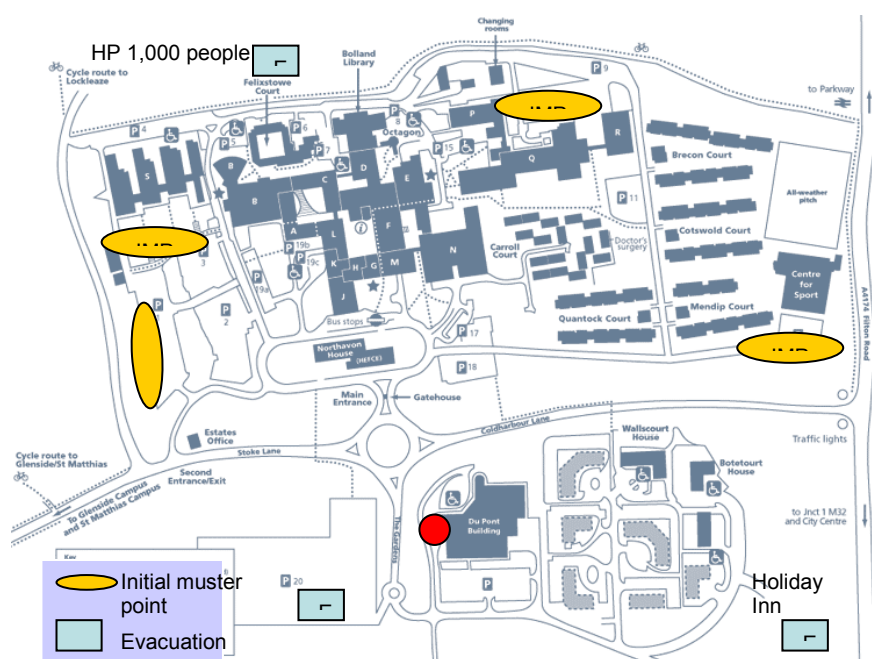 HP 1,000 people
Cycle route to
Lockleaze
Felixstowe
Court
Bolland
Library
Changing
rooms
P 9
to Parkway
P 4
P 5
P 6
P 7
8
P
Octagon
P 15
P
R
Q
S
B
B
C
D
E
A
L
F
K
H
G
M
J
N
i
19b
P
19c
P
19a
P
P
3
P
2
P 11
Brecon Court
All-weather
pitch
Carroll
Court
Doctor's
surgery
Cotswold Court
Centre
for
Sport
Quantock Court
Mendip Court
A4174 Filton Road
Bus stops
P 17
P 18
Northavon
House
(HEFCE)
Main
Entrance
Gatehouse
Estates
Office
Stoke Lane
Coldharbour Lane
Second
Entrance/Exit
Cycle route to
Glenside/St Matthias
To Glenside Campus
and St Matthias Campus
The Gardens
Wallscourt
House
Botetourt
House
Traffic lights
Du Pont
Building
P
to Jnct 1 M32
and City Centre
P 20
Key
Initial muster
point
Evacuation
Holiday
Inn